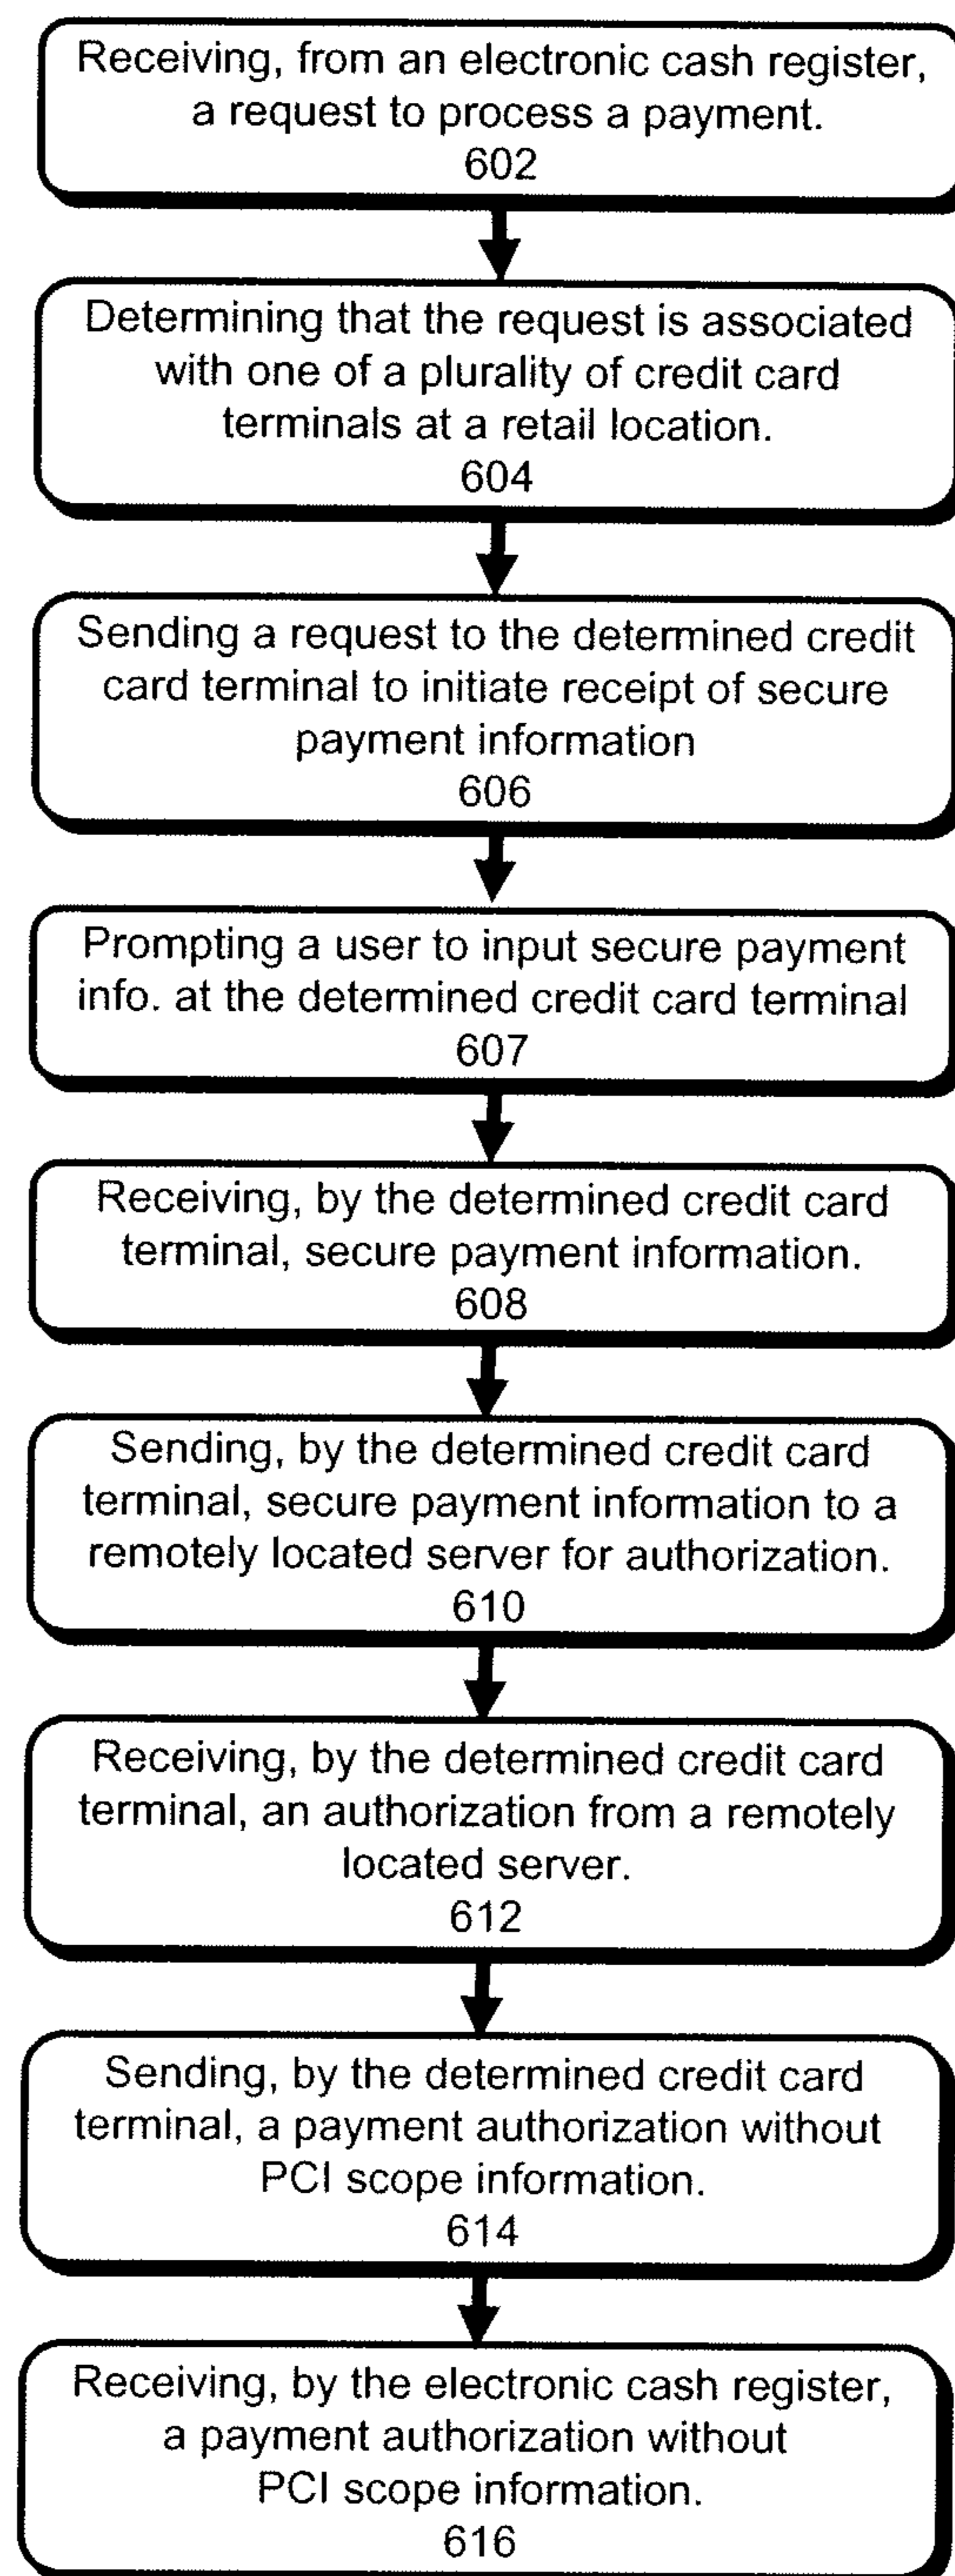 Receiving, from an electronic cash register,
a request to process a payment.
602
Determining that the request is associated
with one of a plurality of credit card
terminals at a retail location.
604
Sending a request to the determined credit
card terminal to initiate receipt of secure
payment information
606
Prompting a user to input secure payment
info. at the determined credit card terminal
607
Receiving, by the determined credit card
terminal, secure payment information.
608
Sending, by the determined credit card
terminal, secure payment information to a
remotely located server for authorization.
610
Receiving, by the determined credit card
terminal, an authorization from a remotely
located server.
612
Sending, by the determined credit card
terminal, a payment authorization without
PCI scope information.
614
Receiving, by the electronic cash register,
a payment authorization without
PCI scope information.
616